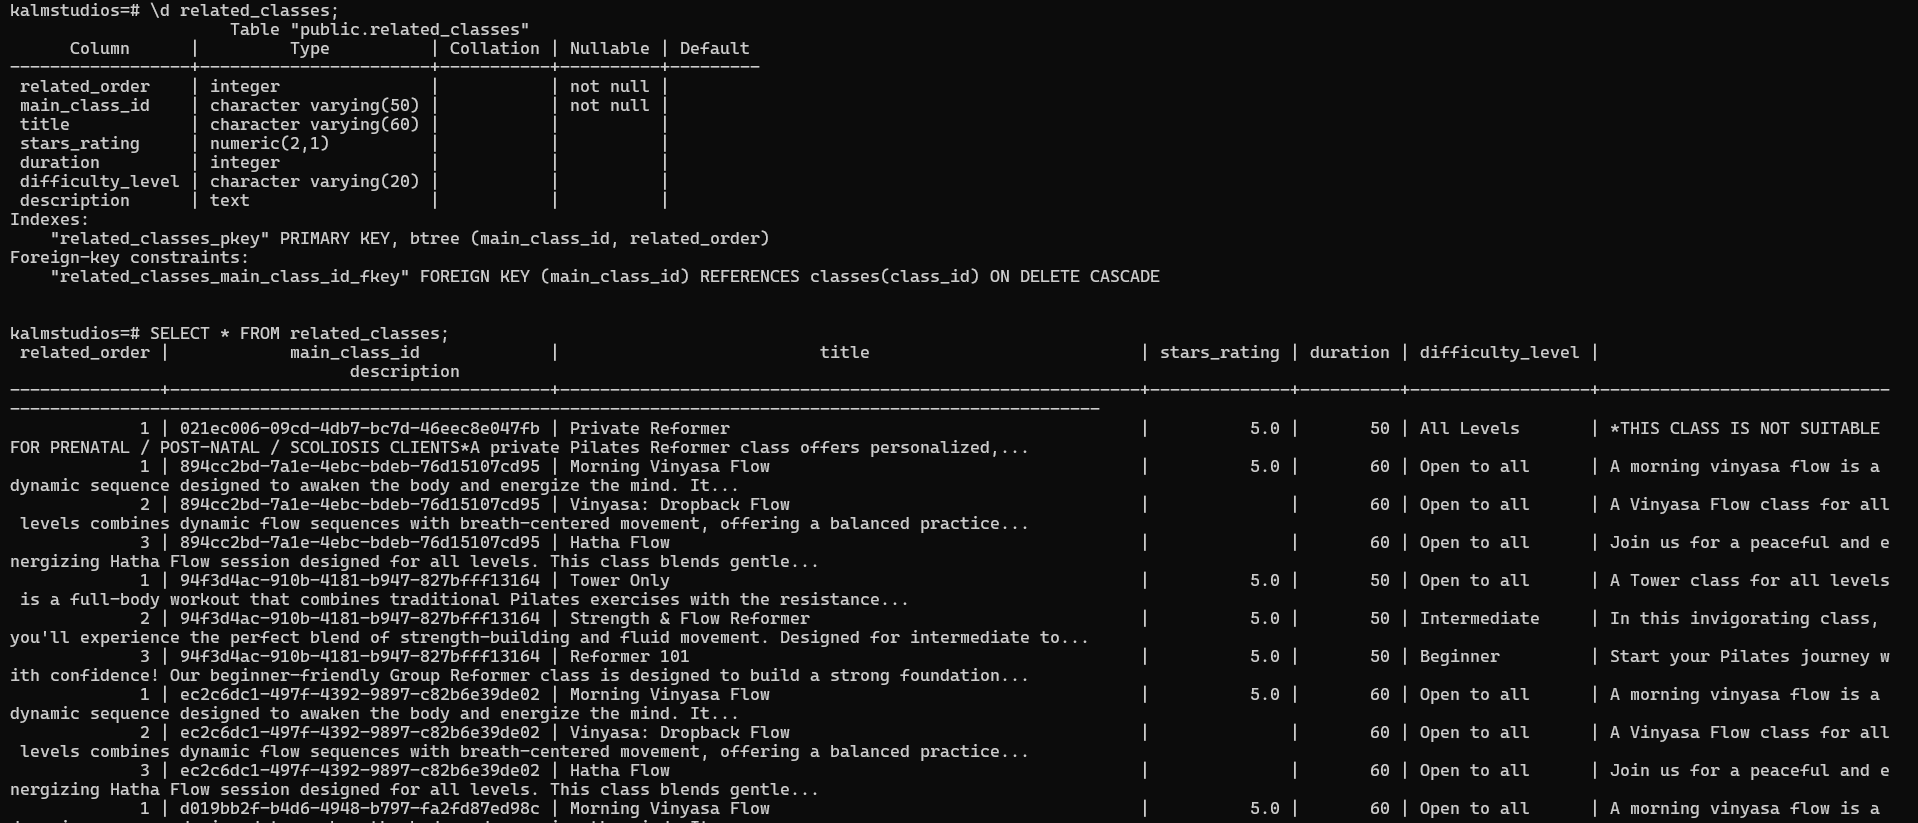 kalmstudios=# \d related_classes;
Table "public.related_classes"
Column | Type | Collation | Nullable | Default
------------------+-----------------------+-----------+----------+---------
related_order | integer | | not null |
main_class_id | character varying(50) | | not null |
title | character varying(60) | | |
stars_rating | numeric(2,1) | | |
duration | integer | | |
difficulty_level | character varying(20) | | |
description | text | | |
Indexes:
"related_classes_pkey" PRIMARY KEY, btree (main_class_id, related_order)
Foreign-key constraints:
"related_classes_main_class_id_fkey" FOREIGN KEY (main_class_id) REFERENCES classes(class_id) ON DELETE CASCADE
kalmstudios=# SELECT * FROM related_classes;
related_order | main_class_id | title | stars_rating | duration | difficulty_level |
description
---------------+--------------------------------------+----------------------------------------------------------+--------------+----------+------------------+-----------------------------
-------------------------------------------------------------------------------------------------------------
1 | 021ec006-09cd-4db7-bc7d-46eec8e047fb | Private Reformer | 5.0 | 50 | All Levels | *THIS CLASS IS NOT SUITABLE
FOR PRENATAL / POST-NATAL / SCOLIOSIS CLIENTS*A private Pilates Reformer class offers personalized,...
1 | 894cc2bd-7a1e-4ebc-bdeb-76d15107cd95 | Morning Vinyasa Flow | 5.0 | 60 | Open to all | A morning vinyasa flow is a
dynamic sequence designed to awaken the body and energize the mind. It...
2 | 894cc2bd-7a1e-4ebc-bdeb-76d15107cd95 | Vinyasa: Dropback Flow | | 60 | Open to all | A Vinyasa Flow class for all
levels combines dynamic flow sequences with breath-centered movement, offering a balanced practice...
3 | 894cc2bd-7a1e-4ebc-bdeb-76d15107cd95 | Hatha Flow | | 60 | Open to all | Join us for a peaceful and e
nergizing Hatha Flow session designed for all levels. This class blends gentle...
1 | 94f3d4ac-910b-4181-b947-827bfff13164 | Tower Only | 5.0 | 50 | Open to all | A Tower class for all levels
is a full-body workout that combines traditional Pilates exercises with the resistance...
2 | 94f3d4ac-910b-4181-b947-827bfff13164 | Strength & Flow Reformer | 5.0 | 50 | Intermediate | In this invigorating class,
you'll experience the perfect blend of strength-building and fluid movement. Designed for intermediate to...
3 | 94f3d4ac-910b-4181-b947-827bfff13164 | Reformer 101 | 5.0 | 50 | Beginner | Start your Pilates journey w
ith confidence! Our beginner-friendly Group Reformer class is designed to build a strong foundation...
1 | ec2c6dc1-497f-4392-9897-c82b6e39de02 | Morning Vinyasa Flow | 5.0 | 60 | Open to all | A morning vinyasa flow is a
dynamic sequence designed to awaken the body and energize the mind. It...
2 | ec2c6dc1-497f-4392-9897-c82b6e39de02 | Vinyasa: Dropback Flow | | 60 | Open to all | A Vinyasa Flow class for all
levels combines dynamic flow sequences with breath-centered movement, offering a balanced practice...
3 | ec2c6dc1-497f-4392-9897-c82b6e39de02 | Hatha Flow | | 60 | Open to all | Join us for a peaceful and e
nergizing Hatha Flow session designed for all levels. This class blends gentle...
1 | d019bb2f-b4d6-4948-b797-fa2fd87ed98c | Morning Vinyasa Flow | 5.0 | 60 | Open to all | A morning vinyasa flow is a